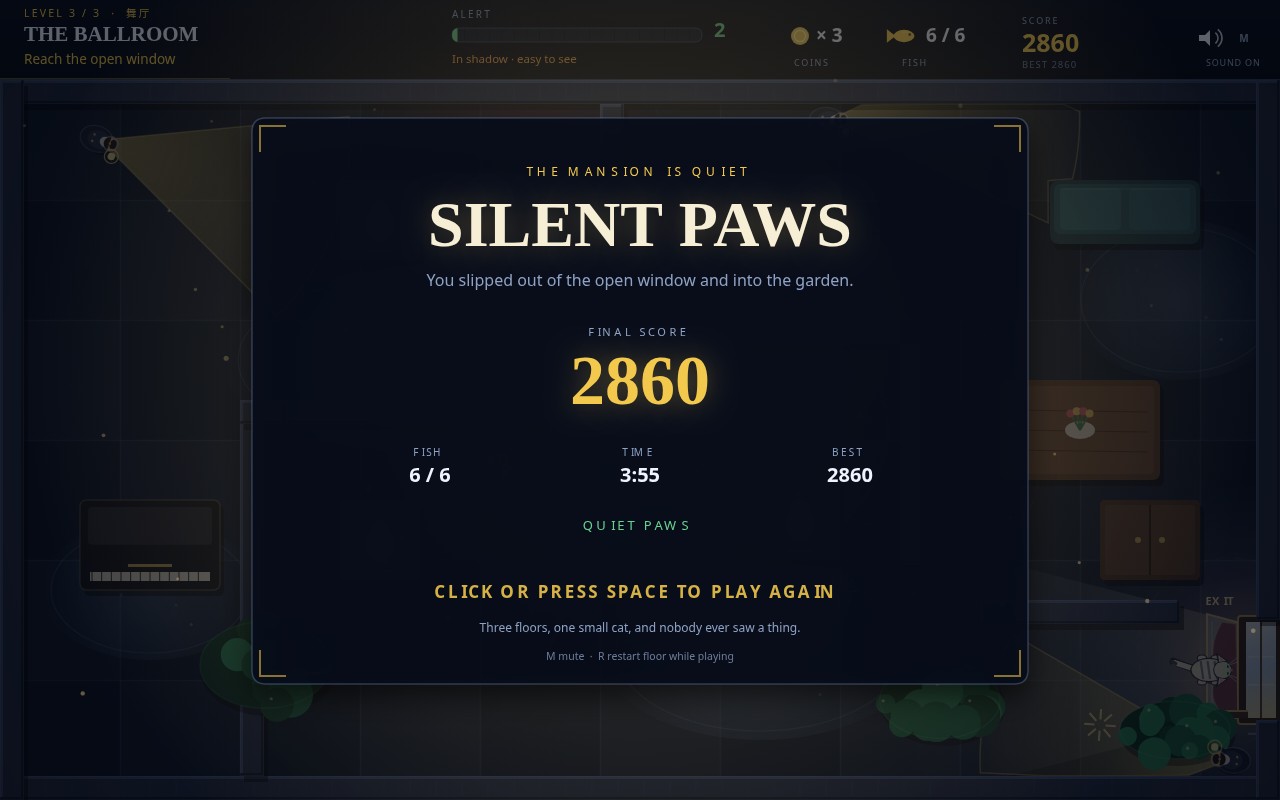 LEVEL 3 / 3 · 舞厅
THE BALLROOM
Reach the open window
ALERT
2
In shadow · easy to see
× 3
COINS
6 / 6
FISH
SCORE
2860
BEST 2860
M
SOUND ON
THE MANSION IS QUIET
SILENT PAWS
You slipped out of the open window and into the garden.
FINAL SCORE
2860
FISH
6 / 6
TIME
3:55
BEST
2860
QUIET PAWS
CLICK OR PRESS SPACE TO PLAY AGAIN
Three floors, one small cat, and nobody ever saw a thing.
M mute · R restart floor while playing
EXIT